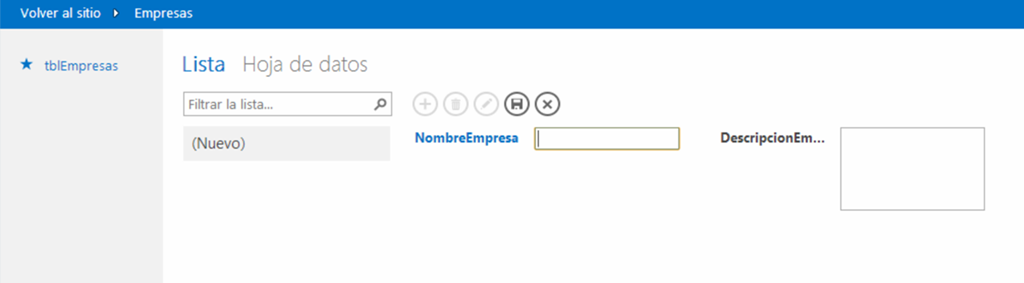 Volver al sitio Empresas
tblEmpresas
Lista Hoja de datos
Filtrar la lista...
(Nuevo)
NombreEmpresa
DescripcionEm...